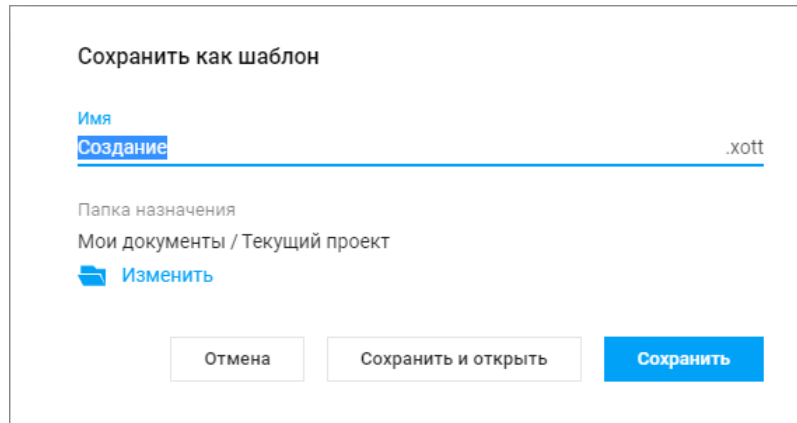 Сохранить как шаблон
Имя
Создание .xott
Папка назначения
Мои документы / Текущий проект
Изменить
Отмена Сохранить и открыть Сохранить